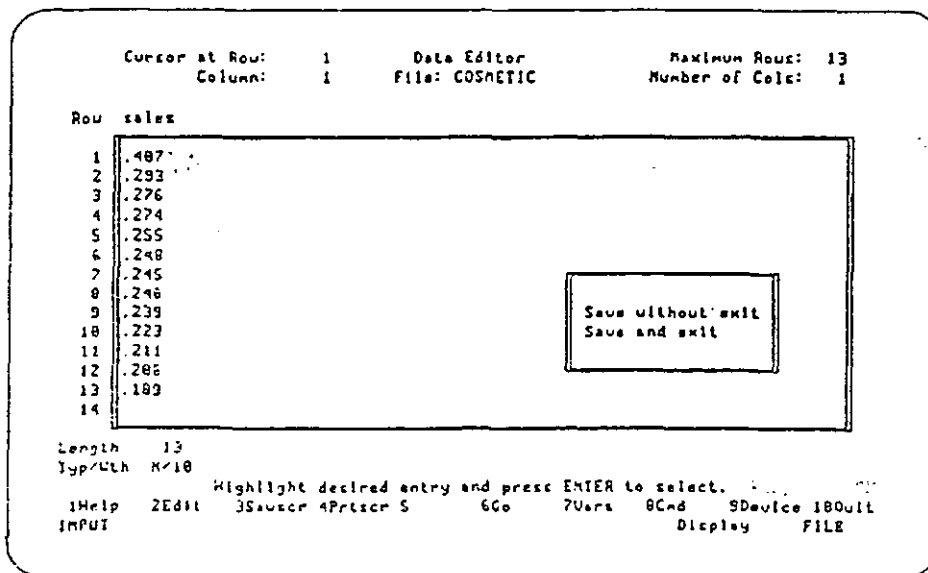 Cursor at Row: 1 Data Editor Maximum Rows: 13
Column: 1 File: COSMETIC Number of Cols: 1
Row sales
1 .407
2 .293
3 .276
4 .274
5 .255
6 .248
7 .245
8 .246
9 .239
10 .223
11 .211
12 .206
13 .189
14
Save without exit
Save and exit
Length 13
Typ/Wth N/10
Highlight desired entry and press ENTER to select.
1Help 2Edit 3Savscr 4Prtscr 5 6Go 7Vars 8Cmd 9Device 10Quit
INPUT Display FILE